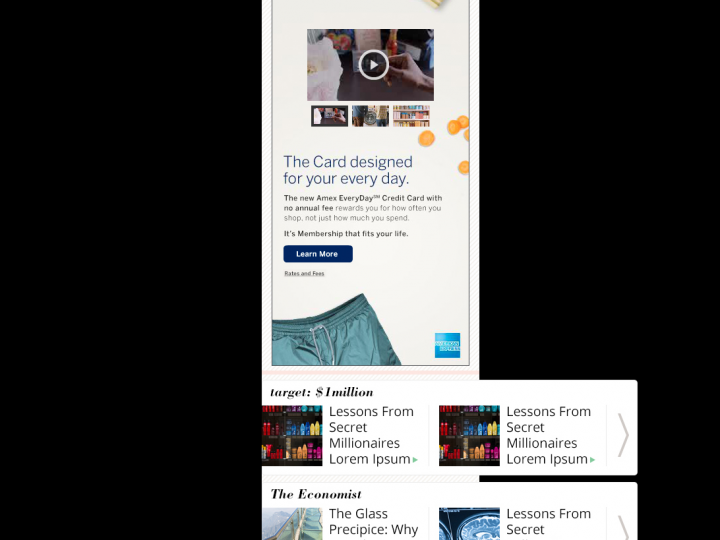 The Card designed
for your every day.
The new Amex EveryDay℠ Credit Card with
no annual fee rewards you for how often you
shop, not just how much you spend.
It's Membership that fits your life.
Learn More
Rates and Fees
AMERICAN
EXPRESS
target: $1million
Lessons From
Secret
Millionaires
Lorem Ipsum
Lessons From
Secret
Millionaires
Lorem Ipsum
The Economist
The Glass
Precipice: Why
Lessons From
Secret